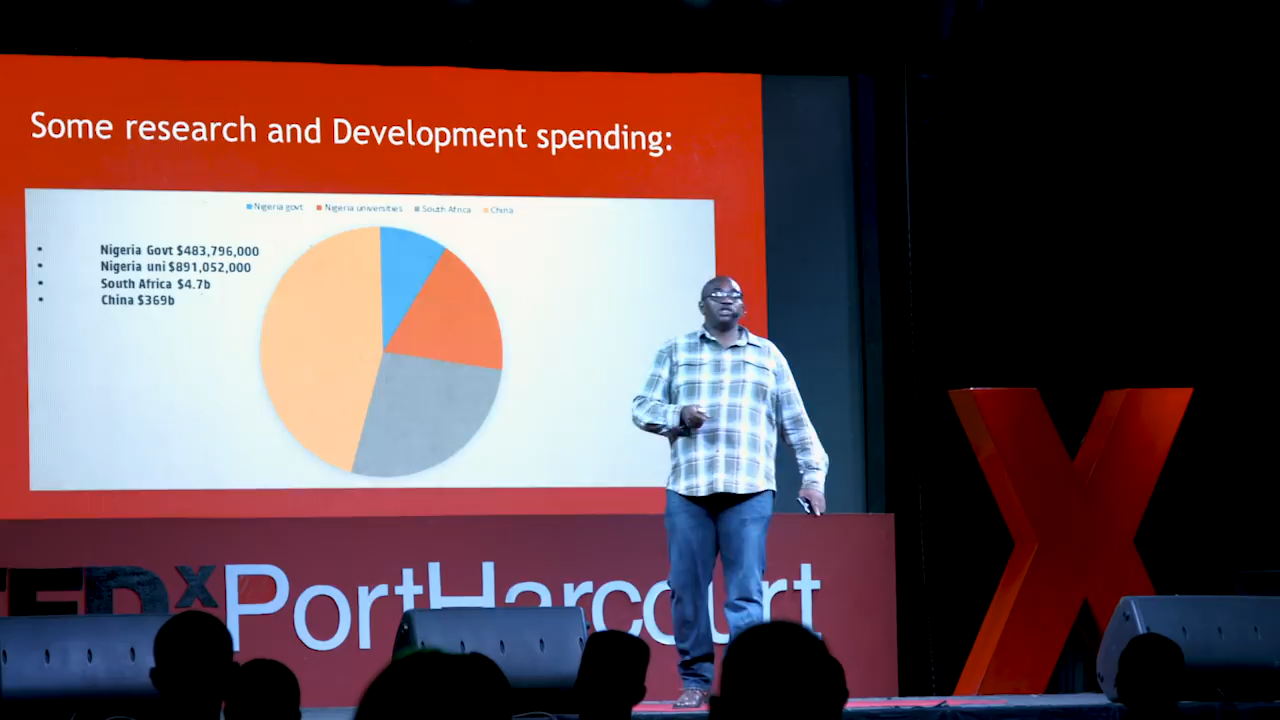 Some research and Development spending:
Nigeria govt Nigeria universities South Africa China
• Nigeria Govt $483,796,000
• Nigeria uni $891,052,000
• South Africa $4.7b
• China $369b
TEDxPortHarcourt
X